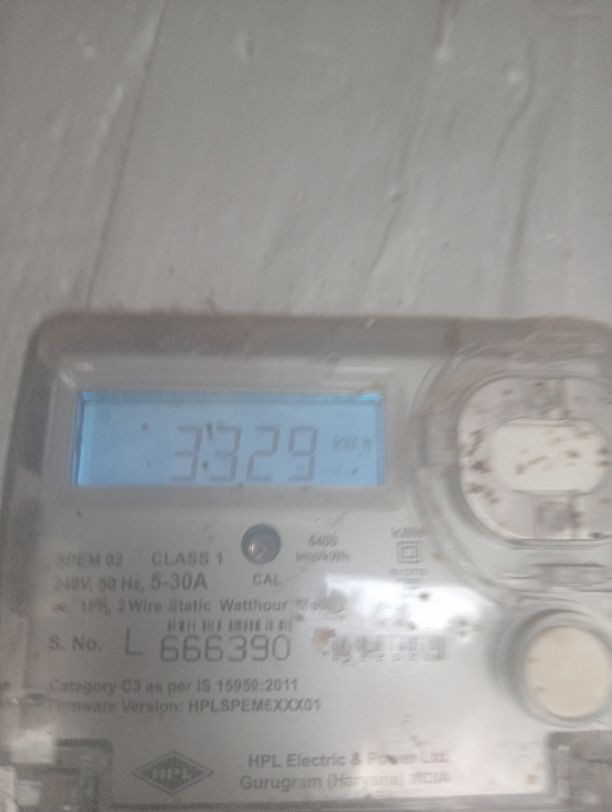 3329 kWh
6400
imp/kWh
kWh
SPEM 02 CLASS 1
240V, 50 Hz, 5-30A
CAL
1Ph, 2 Wire Static Watthour
S. No. L 666390
Category C3 as per IS 15959:2011
Firmware Version: HPLSPEM6XXX01
HPL
HPL Electric & Power Ltd.
Gurugram (Haryana) INDIA